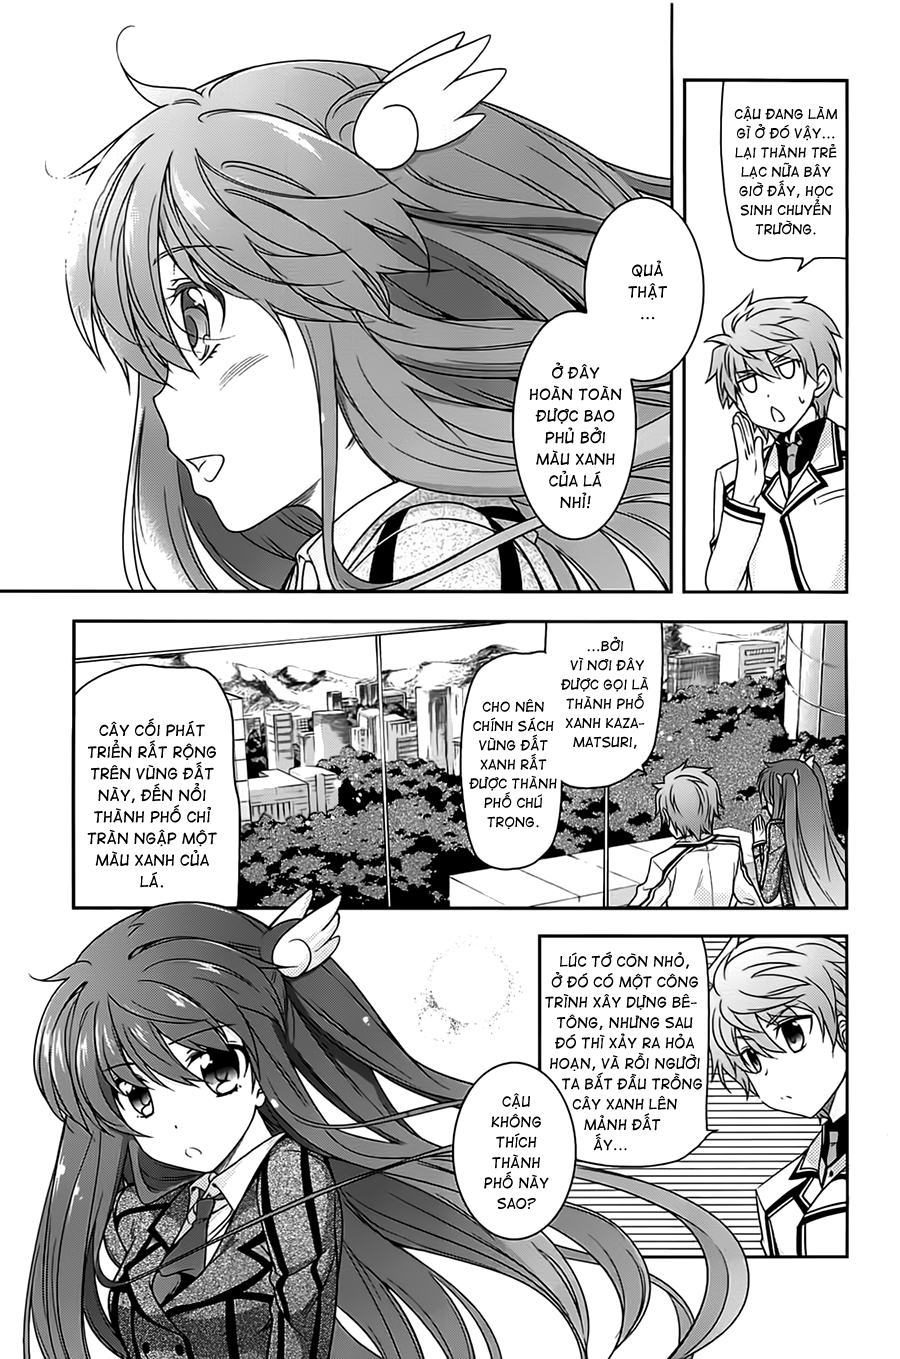 CẬU ĐANG LÀM
GÌ Ở ĐÓ VẬY...
LẠI THÀNH TRẺ
LẠC NỮA BÂY
GIỜ ĐẤY, HỌC
SINH CHUYỂN
TRƯỜNG.
QUẢ
THẬT
...
Ở ĐÂY
HOÀN TOÀN
ĐƯỢC BAO
PHỦ BỞI
MÀU XANH
CỦA LÁ
NHỈ!
...BỞI
VÌ NƠI ĐÂY
ĐƯỢC GỌI LÀ
THÀNH PHỐ
XANH KAZA-
MATSURI,
CHO NÊN
CHÍNH SÁCH
VÙNG ĐẤT
XANH RẤT
ĐƯỢC THÀNH
PHỐ CHÚ
TRỌNG.
CÂY CỐI PHÁT
TRIỂN RẤT RỘNG
TRÊN VÙNG ĐẤT
NÀY, ĐẾN NỔI
THÀNH PHỐ CHỈ
TRÀN NGẬP MỘT
MÀU XANH CỦA
LÁ.
LÚC TỚ CÒN NHỎ,
Ở ĐÓ CÓ MỘT CÔNG
TRÌNH XÂY DỰNG BÊ-
TÔNG, NHƯNG SAU
ĐÓ THÌ XẢY RA HỎA
HOẠN, VÀ RỒI NGƯỜI
TA BẮT ĐẦU TRỒNG
CÂY XANH LÊN
MẢNH ĐẤT
ẤY...
CẬU
KHÔNG
THÍCH
THÀNH
PHỐ NÀY
SAO?